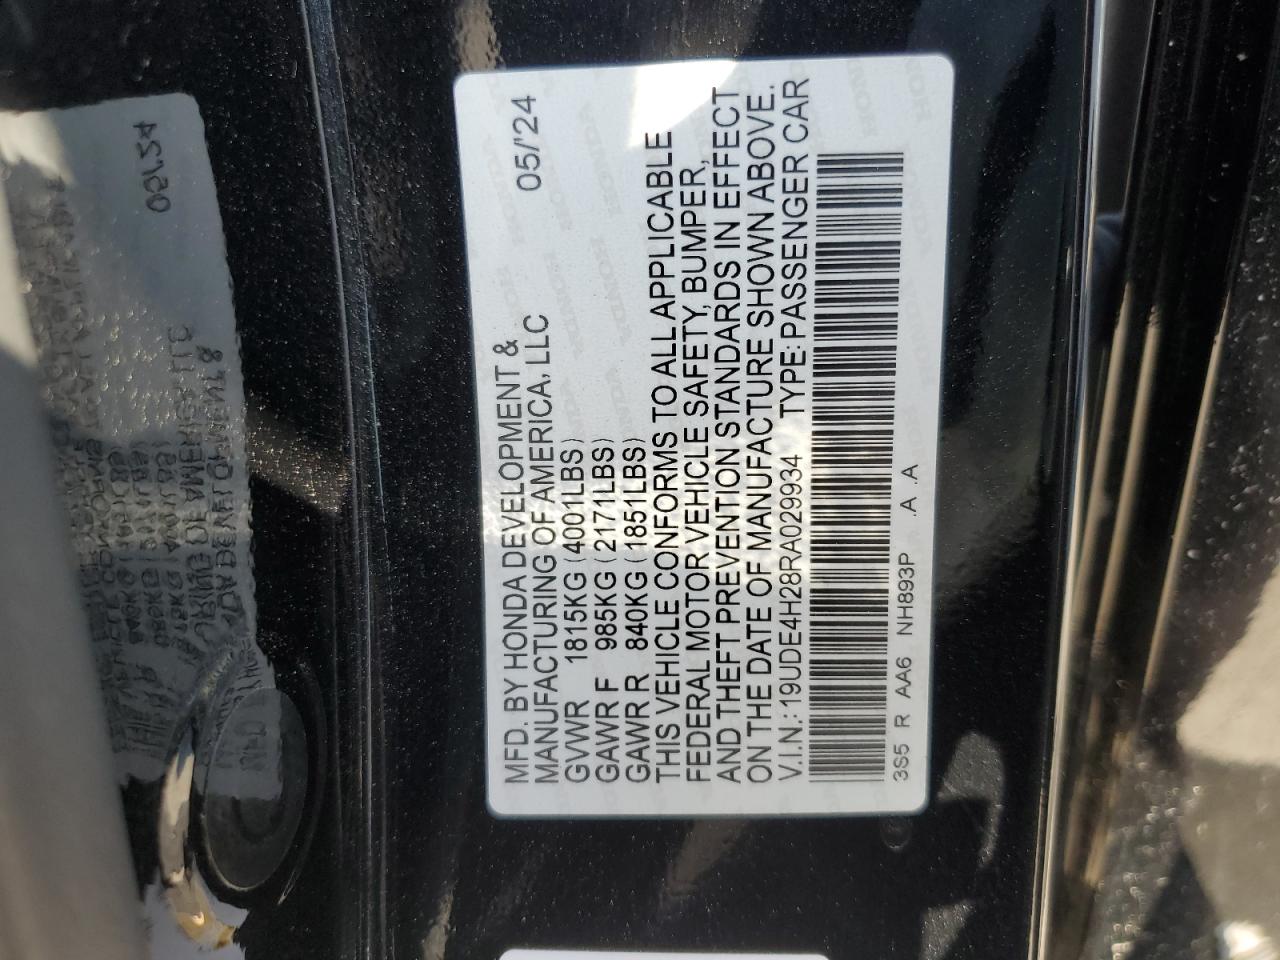 MFD. BY HONDA DEVELOPMENT & 05/'24
MANUFACTURING OF AMERICA, LLC
GVWR 1815KG (4001LBS)
GAWR F 985KG (2171LBS)
GAWR R 840KG (1851LBS)
THIS VEHICLE CONFORMS TO ALL APPLICABLE
FEDERAL MOTOR VEHICLE SAFETY, BUMPER,
AND THEFT PREVENTION STANDARDS IN EFFECT
ON THE DATE OF MANUFACTURE SHOWN ABOVE.
V.I.N.: 19UDE4H28RA029934 TYPE: PASSENGER CAR
3S5 R AA6 NH893P .A .A